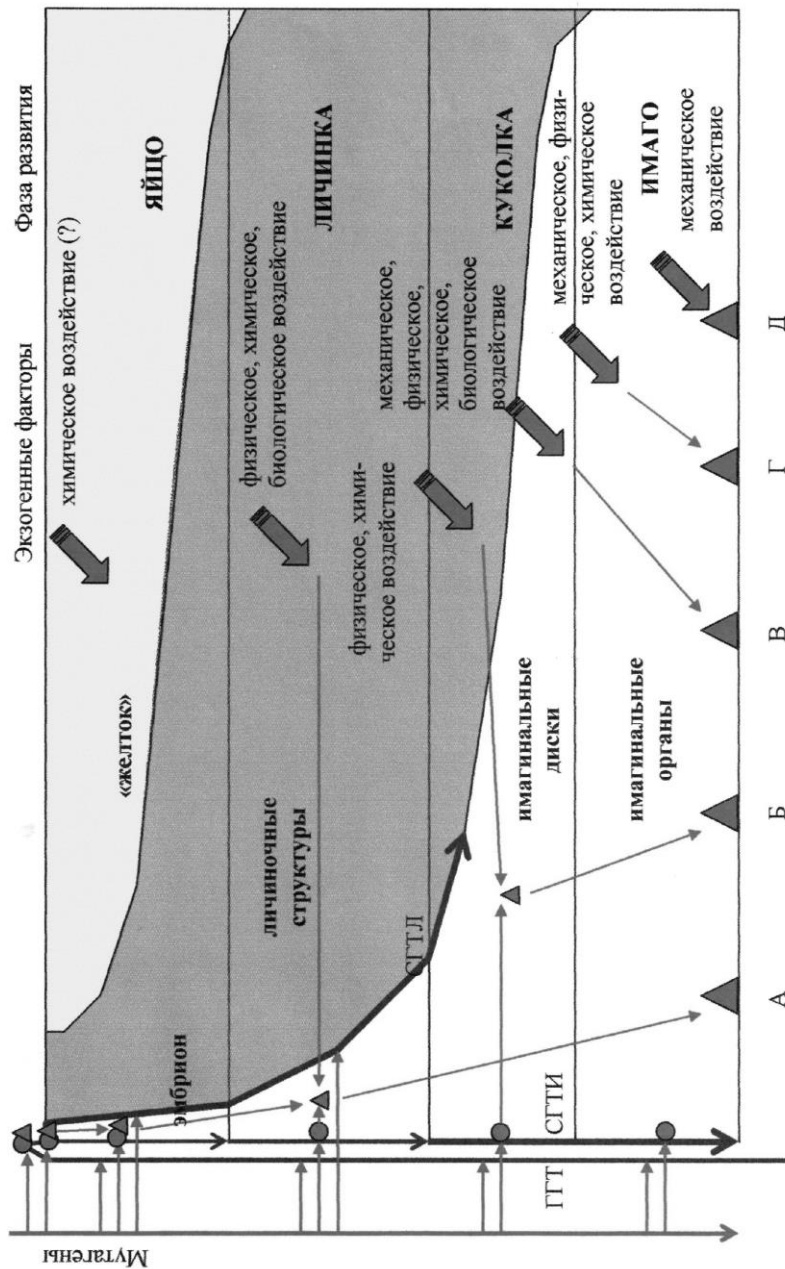 Экзогенные факторы
Фаза развития
химическое воздействие (?)
ЯЙЦО
«желток»
эмбрион
физическое, химическое,
биологическое воздействие
ЛИЧИНКА
личиночные
структуры
физическое, хими-
ческое воздействие
механическое,
физическое,
химическое,
биологическое
воздействие
КУКОЛКА
СГТЛ
имагинальные
диски
механическое, физи-
ческое, химическое
воздействие
ИМАГО
механическое
воздействие
имагинальные
органы
СГТИ
ГГТ
Мутагены
А
Б
В
Г
Д